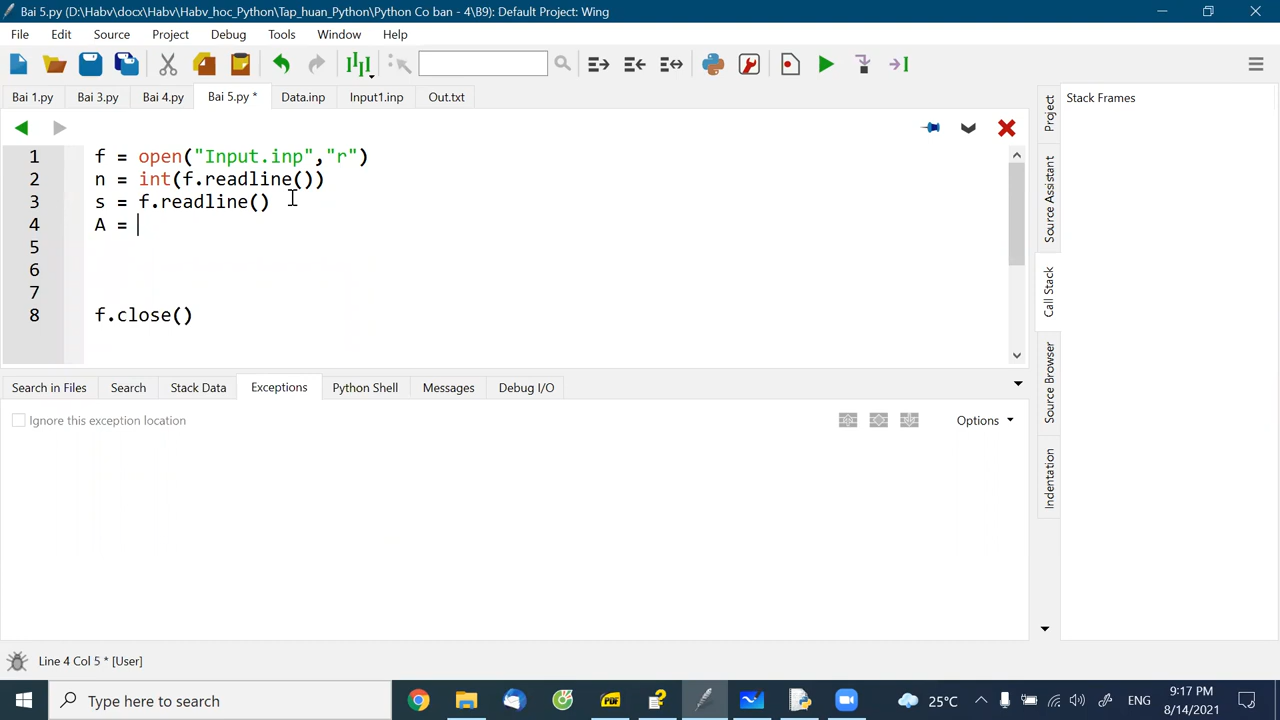 Bai 5.py (D:\Habv\docx\Habv\Habv_hoc_Python\Tap_huan_Python\Python Co ban - 4\B9): Default Project: Wing
File Edit Source Project Debug Tools Window Help
Bai 1.py Bai 3.py Bai 4.py Bai 5.py * Data.inp Input1.inp Out.txt
1 f = open("Input.inp","r")
2 n = int(f.readline())
3 s = f.readline()
4 A =
5
6
7
8 f.close()
Project
Source Assistant
Call Stack
Source Browser
Indentation
Stack Frames
Search in Files Search Stack Data Exceptions Python Shell Messages Debug I/O
Ignore this exception location
Options
Line 4 Col 5 * [User]
Type here to search
PDF
25°C
ENG
9:17 PM
8/14/2021